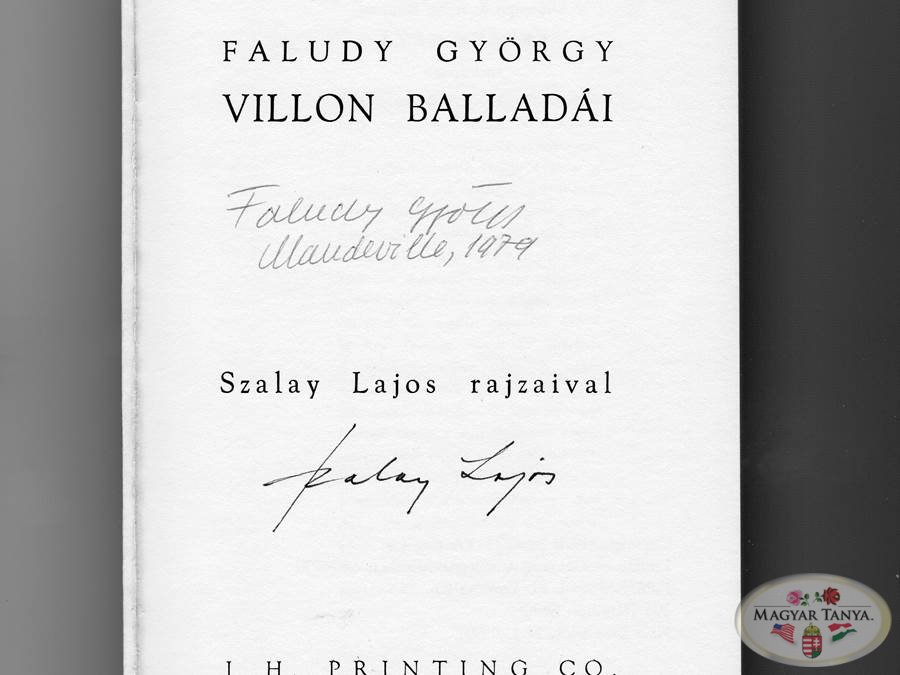 FALUDY GYÖRGY
VILLON BALLADÁI
Faludy György
Mandeville, 1979
Szalay Lajos rajzaival
Szalay Lajos
J. H. PRINTING CO.
MAGYAR TANYA.